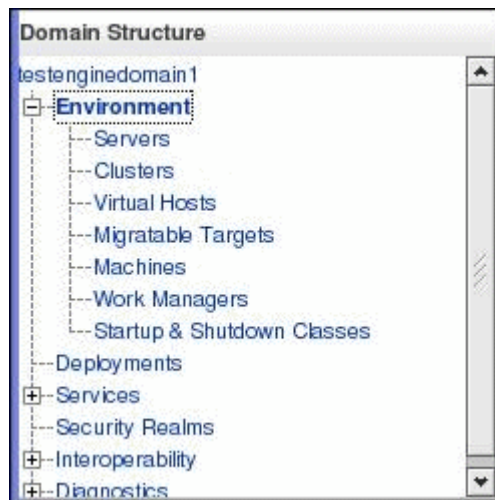 Domain Structure
testenginedomain1
Environment
Servers
Clusters
Virtual Hosts
Migratable Targets
Machines
Work Managers
Startup & Shutdown Classes
Deployments
Services
Security Realms
Interoperability
Diagnostics